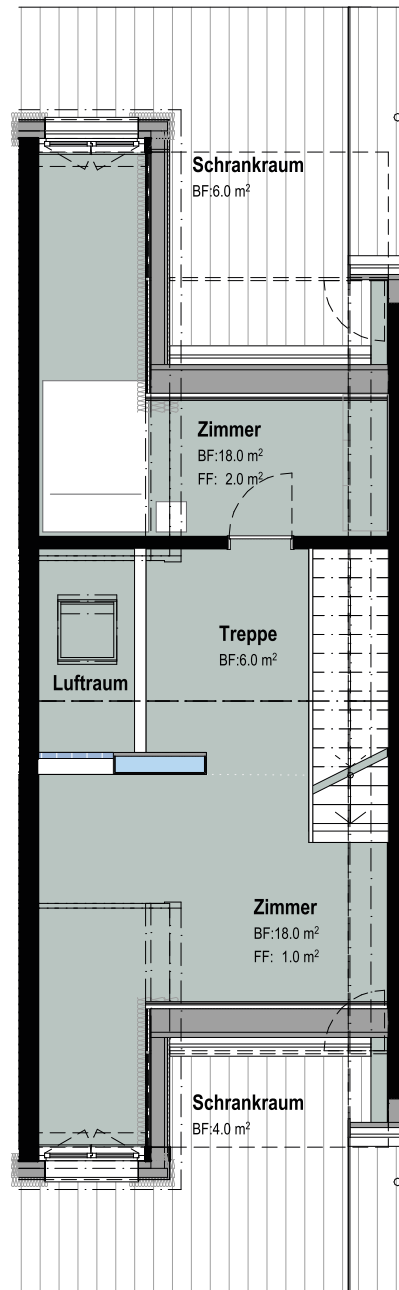 Schrankraum
BF:6.0 m²
Zimmer
BF:18.0 m²
FF: 2.0 m²
Treppe
BF:6.0 m²
Luftraum
Zimmer
BF:18.0 m²
FF: 1.0 m²
Schrankraum
BF:4.0 m²